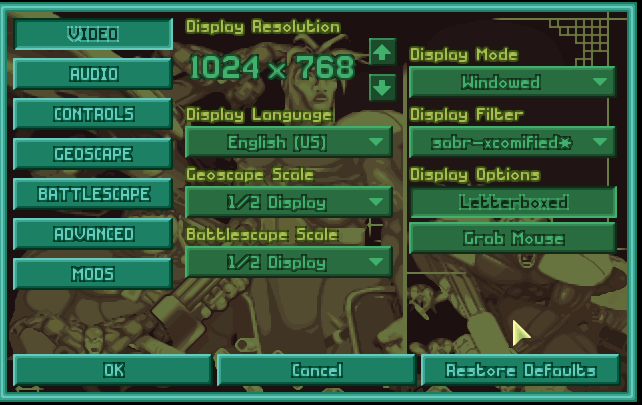 VIDEO
AUDIO
CONTROLS
GEOSCAPE
BATTLESCAPE
ADVANCED
MODS
Display Resolution
1024 x 768
Display Language
English [US]
Geoscape Scale
1/2 Display
Battlescape Scale
1/2 Display
Display Mode
Windowed
Display Filter
sabr-xcomified*
Display Options
Letterboxed
Grab Mouse
OK
Cancel
Restore Defaults